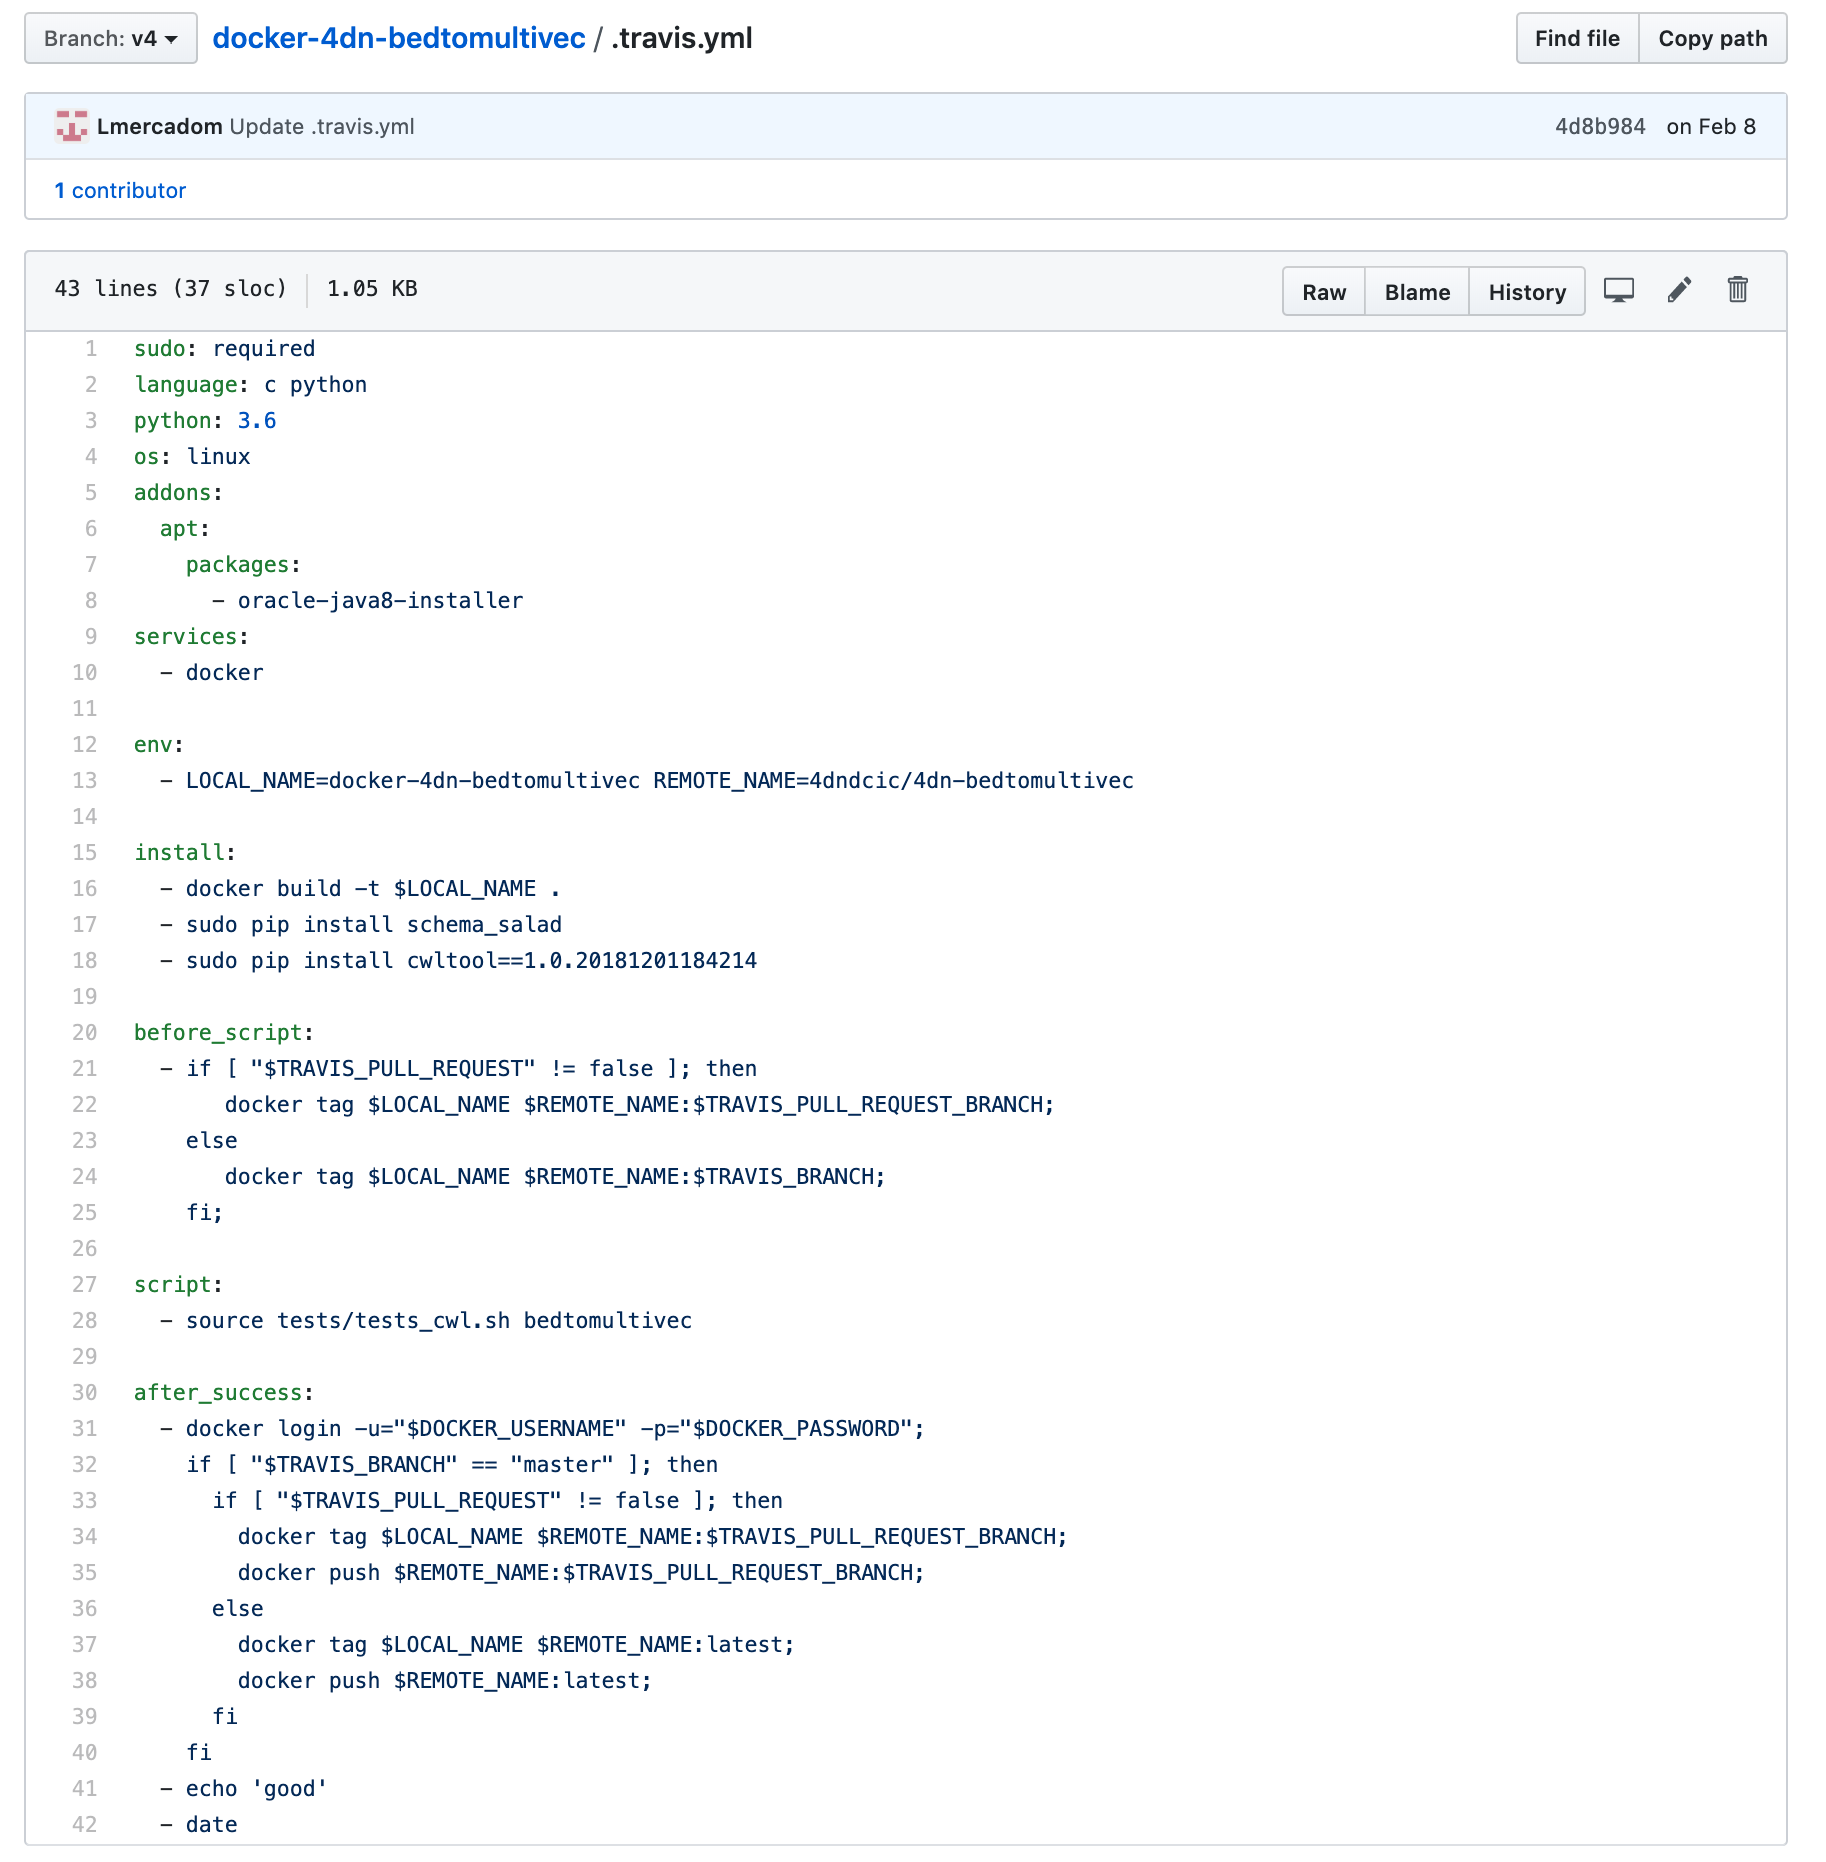 Branch: v4 docker-4dn-bedtomultivec / .travis.yml Find file Copy path
Lmercadom Update .travis.yml 4d8b984 on Feb 8
1 contributor
43 lines (37 sloc) 1.05 KB Raw Blame History
1 sudo: required
2 language: c python
3 python: 3.6
4 os: linux
5 addons:
6   apt:
7     packages:
8       - oracle-java8-installer
9 services:
10   - docker
11
12 env:
13   - LOCAL_NAME=docker-4dn-bedtomultivec REMOTE_NAME=4dndcic/4dn-bedtomultivec
14
15 install:
16   - docker build -t $LOCAL_NAME .
17   - sudo pip install schema_salad
18   - sudo pip install cwltool==1.0.20181201184214
19
20 before_script:
21   - if [ "$TRAVIS_PULL_REQUEST" != false ]; then
22        docker tag $LOCAL_NAME $REMOTE_NAME:$TRAVIS_PULL_REQUEST_BRANCH;
23     else
24        docker tag $LOCAL_NAME $REMOTE_NAME:$TRAVIS_BRANCH;
25     fi;
26
27 script:
28   - source tests/tests_cwl.sh bedtomultivec
29
30 after_success:
31   - docker login -u="$DOCKER_USERNAME" -p="$DOCKER_PASSWORD";
32     if [ "$TRAVIS_BRANCH" == "master" ]; then
33       if [ "$TRAVIS_PULL_REQUEST" != false ]; then
34         docker tag $LOCAL_NAME $REMOTE_NAME:$TRAVIS_PULL_REQUEST_BRANCH;
35         docker push $REMOTE_NAME:$TRAVIS_PULL_REQUEST_BRANCH;
36       else
37         docker tag $LOCAL_NAME $REMOTE_NAME:latest;
38         docker push $REMOTE_NAME:latest;
39       fi
40     fi
41   - echo 'good'
42   - date